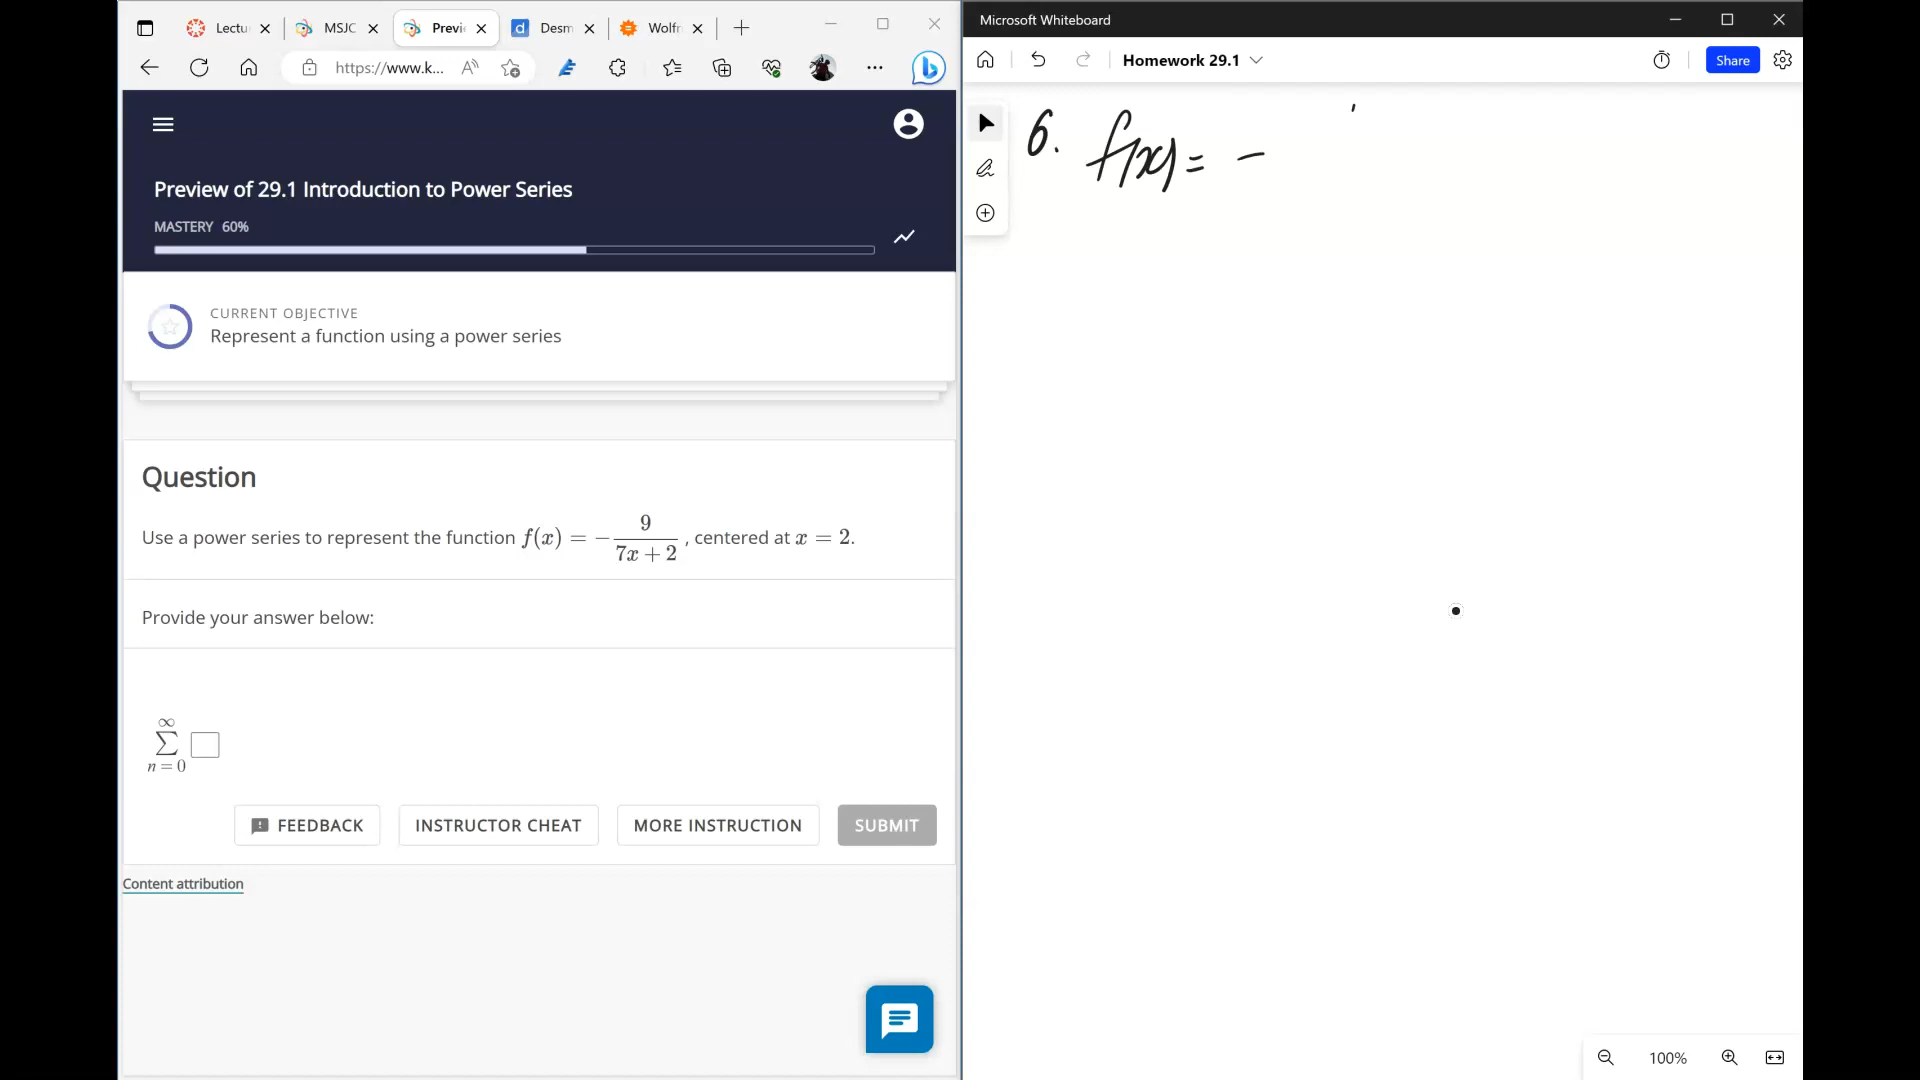 Lectu
MSJC
Previ
Desm
Wolfr
https://www.k...
Preview of 29.1 Introduction to Power Series
MASTERY 60%
CURRENT OBJECTIVE
Represent a function using a power series
Question
Use a power series to represent the function f(x) = −9/(7x + 2), centered at x = 2.
Provide your answer below:
∞
∑
n = 0
FEEDBACK
INSTRUCTOR CHEAT
MORE INSTRUCTION
SUBMIT
Content attribution
Microsoft Whiteboard
Homework 29.1
Share
6. f(x) = −
100%